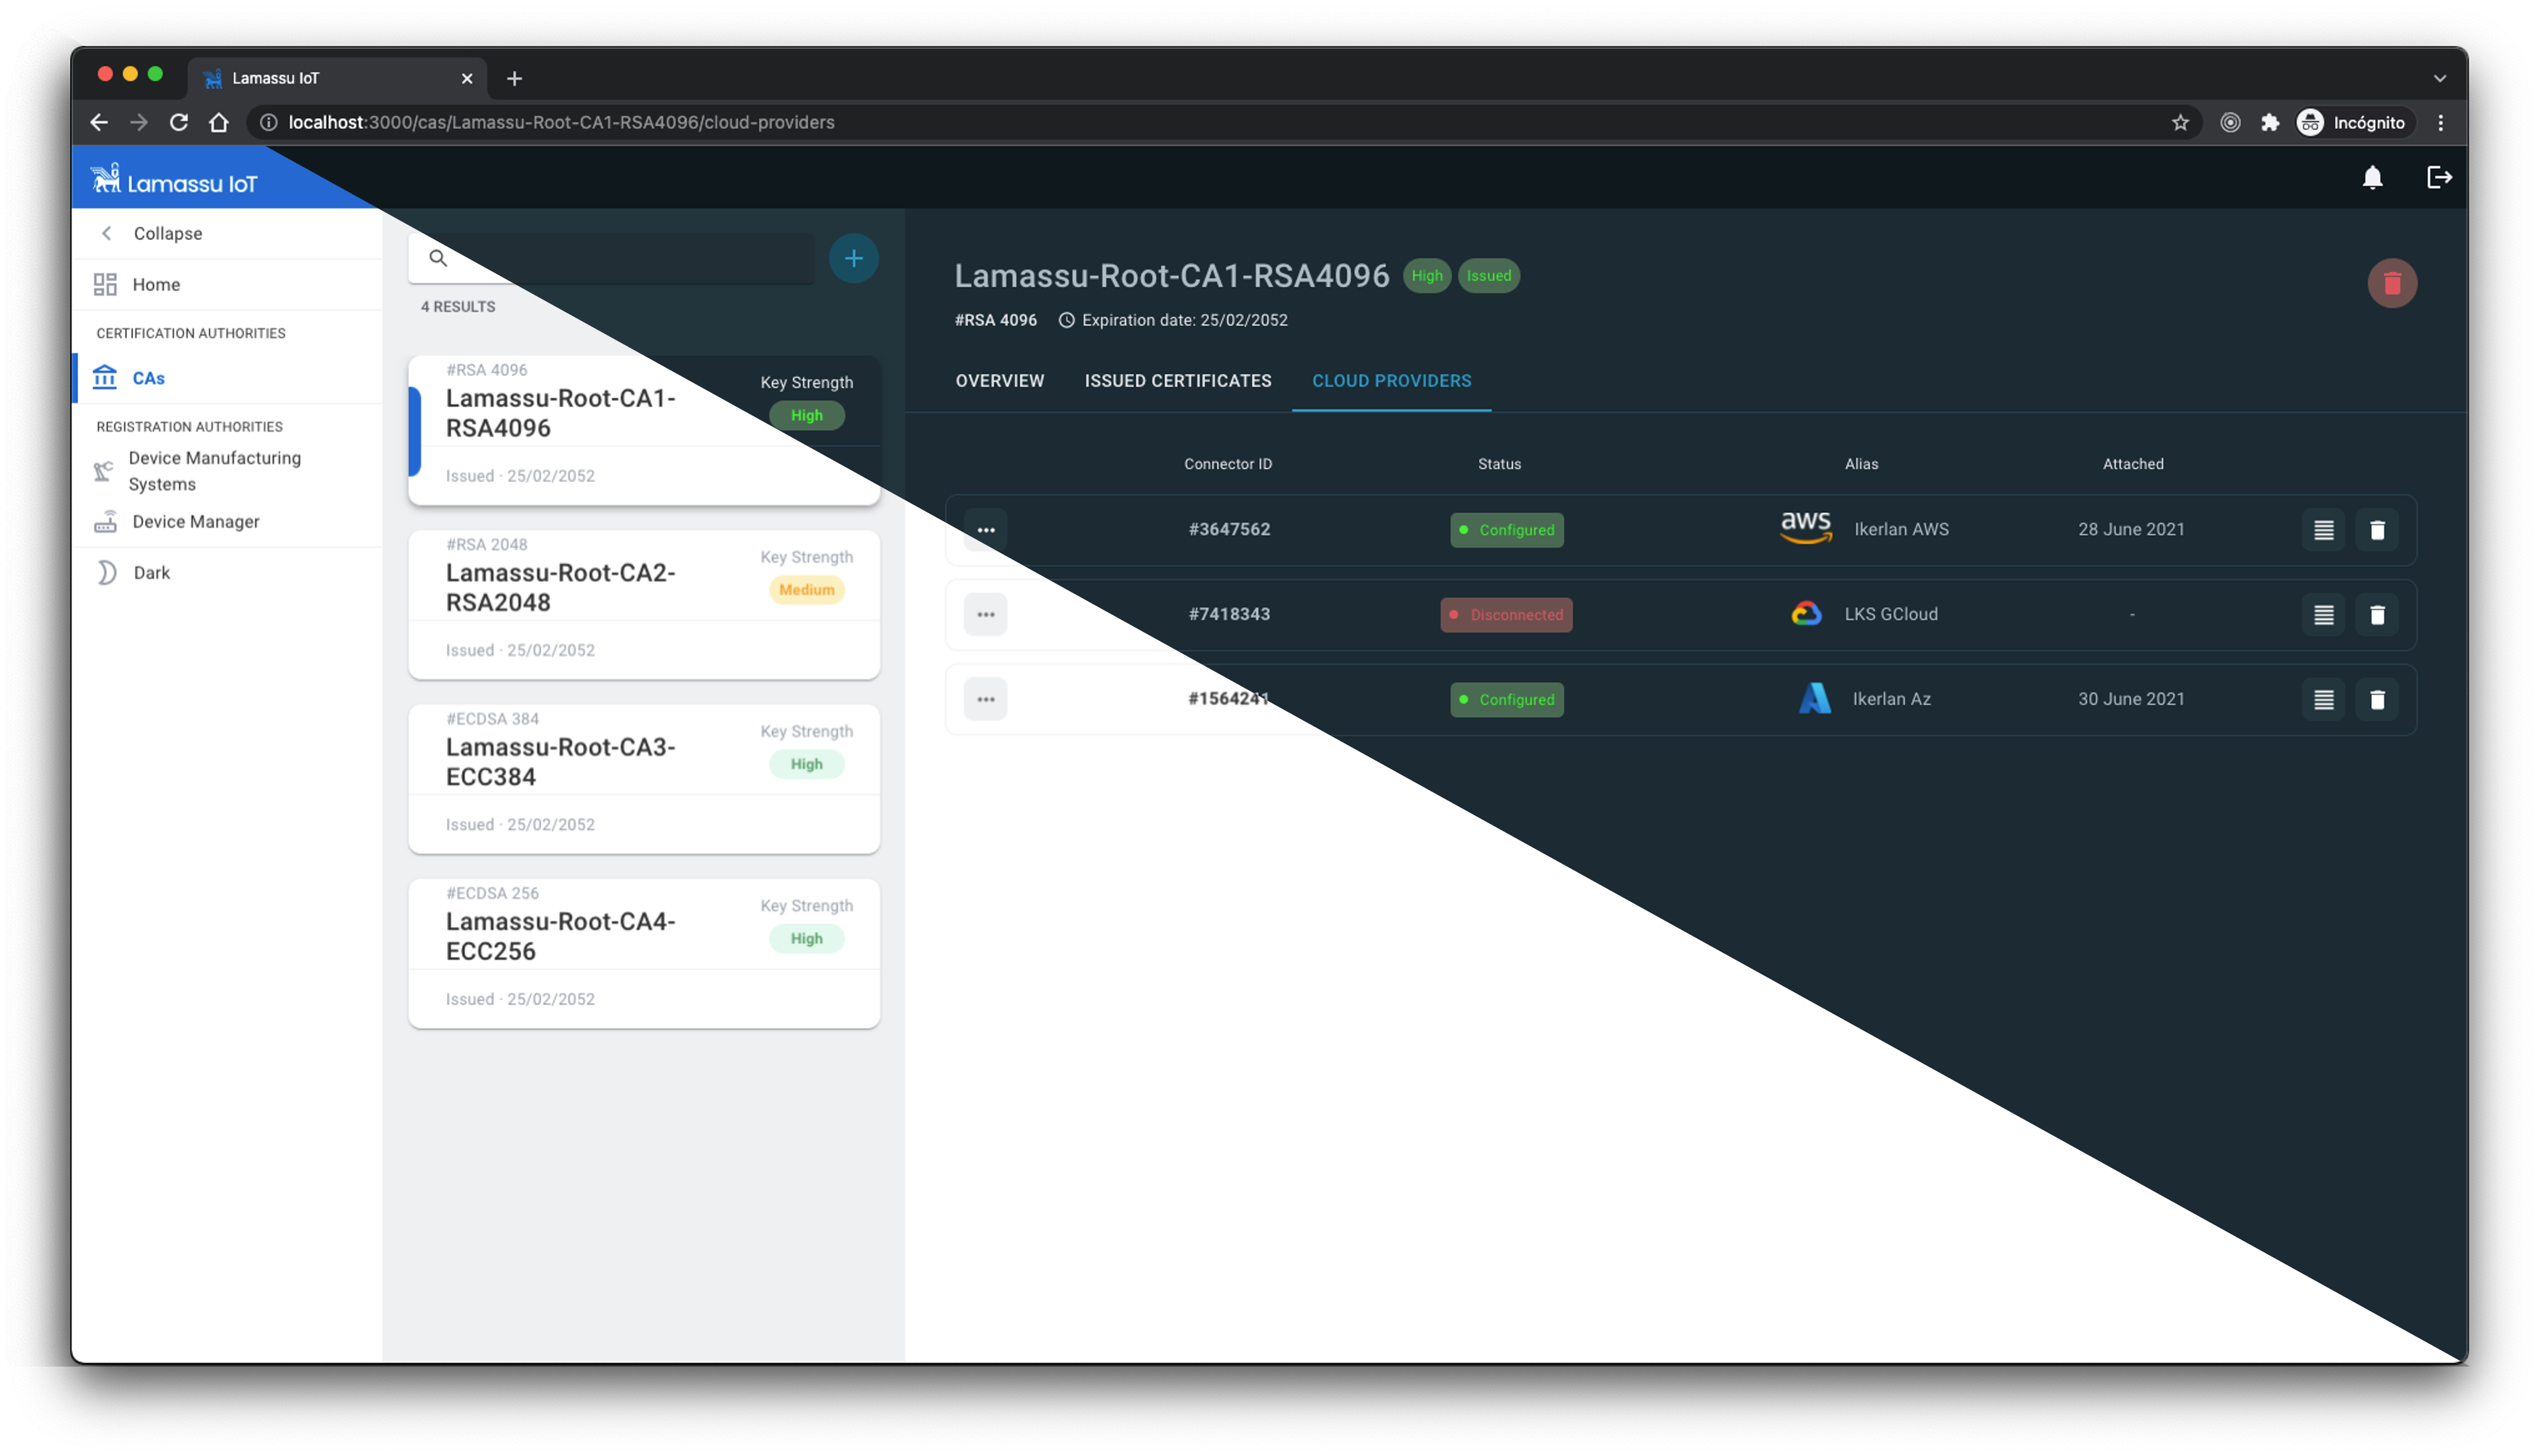 Lamassu IoT
localhost:3000/cas/Lamassu-Root-CA1-RSA4096/cloud-providers
Incógnito
Lamassu IoT
Collapse
Home
CERTIFICATION AUTHORITIES
CAs
REGISTRATION AUTHORITIES
Device Manufacturing
Systems
Device Manager
Dark
4 RESULTS
#RSA 4096
Lamassu-Root-CA1-
RSA4096
Key Strength
High
Issued · 25/02/2052
#RSA 2048
Lamassu-Root-CA2-
RSA2048
Key Strength
Medium
Issued · 25/02/2052
#ECDSA 384
Lamassu-Root-CA3-
ECC384
Key Strength
High
Issued · 25/02/2052
#ECDSA 256
Lamassu-Root-CA4-
ECC256
Key Strength
High
Issued · 25/02/2052
Lamassu-Root-CA1-RSA4096 High Issued
#RSA 4096 Expiration date: 25/02/2052
OVERVIEW ISSUED CERTIFICATES CLOUD PROVIDERS
Connector ID Status Alias Attached
#3647562 Configured aws Ikerlan AWS 28 June 2021
#7418343 Disconnected LKS GCloud -
#1564241 Configured Ikerlan Az 30 June 2021